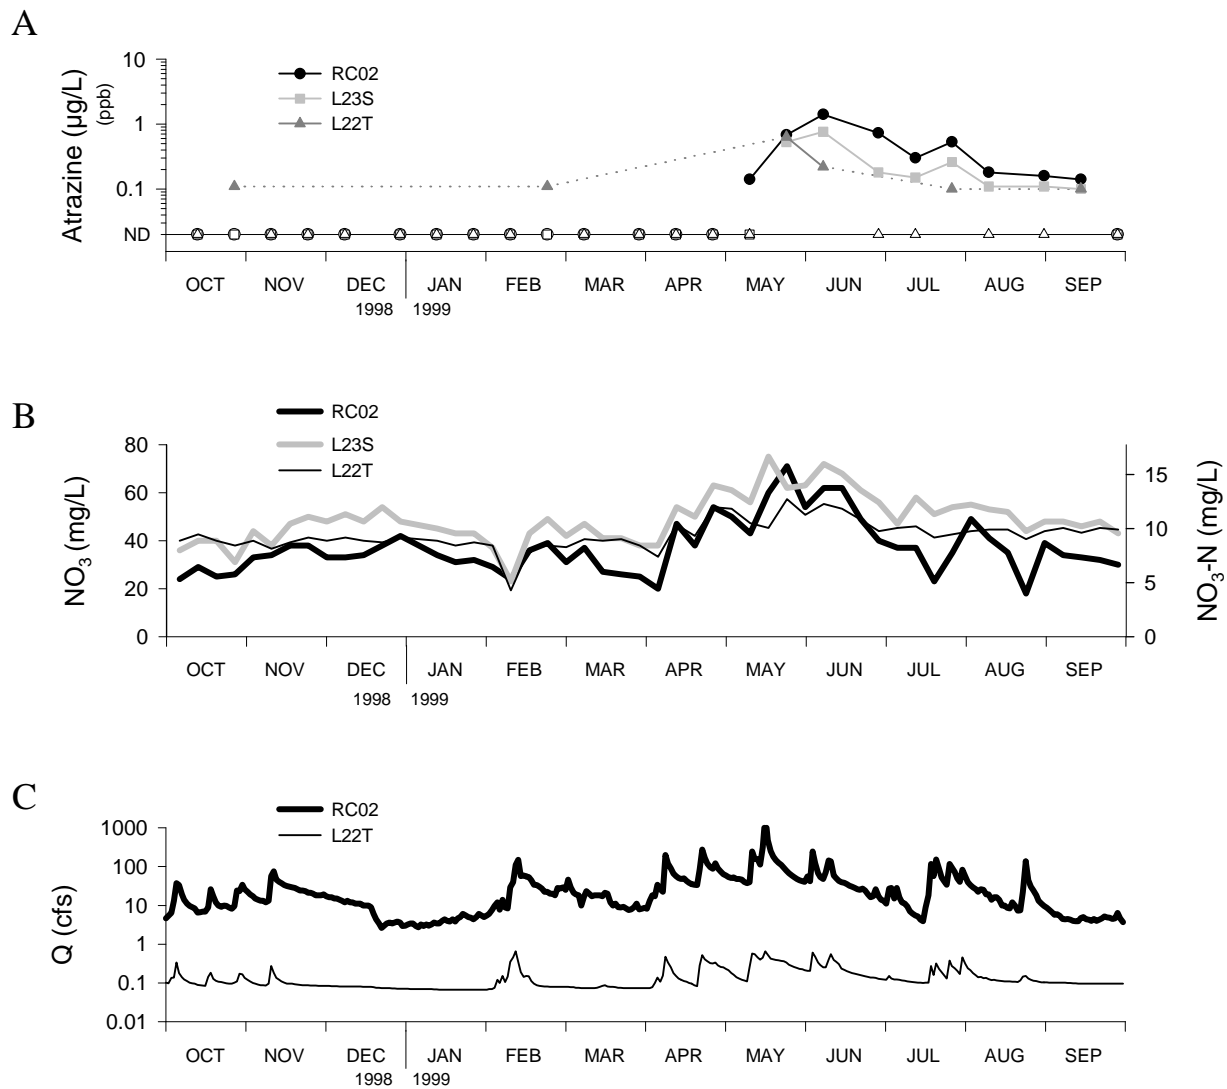 A
Atrazine (µg/L)
(ppb)
10
1
0.1
ND
RC02
L23S
L22T
OCT NOV DEC JAN FEB MAR APR MAY JUN JUL AUG SEP
1998 1999
B
RC02
L23S
L22T
NO3 (mg/L)
80
60
40
20
0
NO3-N (mg/L)
15
10
5
0
OCT NOV DEC JAN FEB MAR APR MAY JUN JUL AUG SEP
1998 1999
C
RC02
L22T
Q (cfs)
1000
100
10
1
0.1
0.01
OCT NOV DEC JAN FEB MAR APR MAY JUN JUL AUG SEP
1998 1999